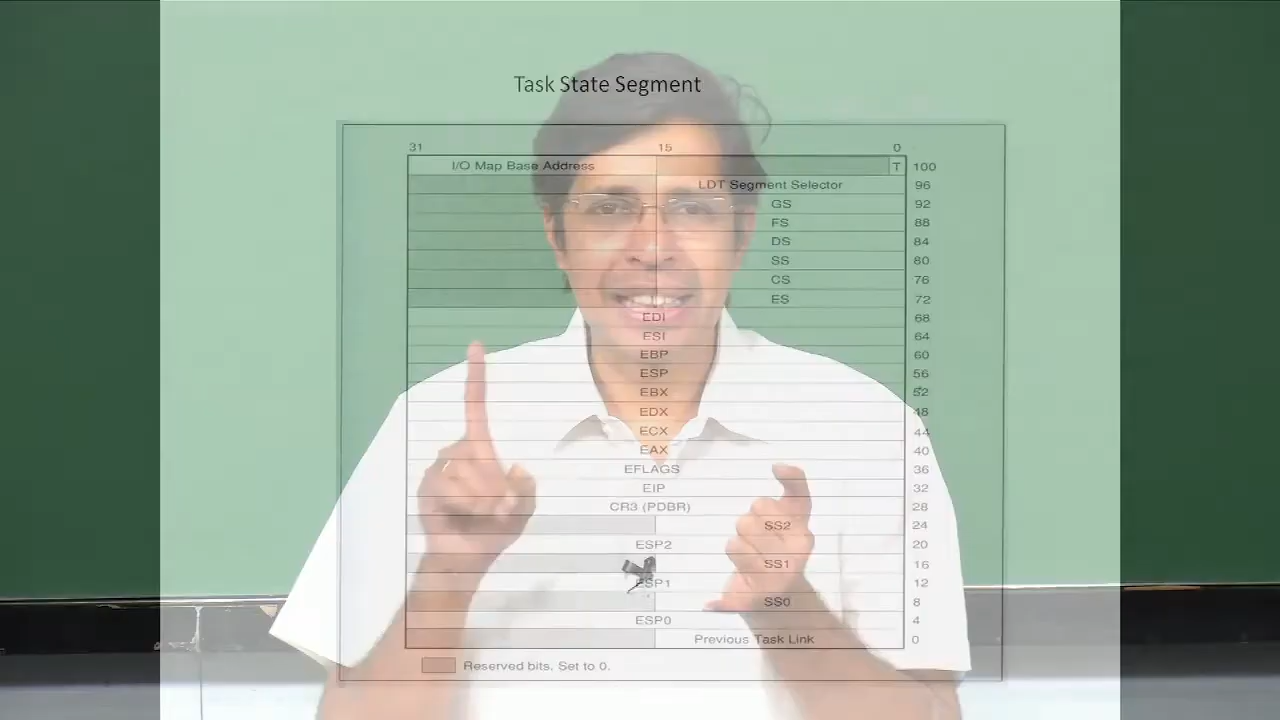 Task State Segment
31 15 0
I/O Map Base Address T 100
LDT Segment Selector 96
GS 92
FS 88
DS 84
SS 80
CS 76
ES 72
EDI 68
ESI 64
EBP 60
ESP 56
EBX 52
EDX 48
ECX 44
EAX 40
EFLAGS 36
EIP 32
CR3 (PDBR) 28
SS2 24
ESP2 20
SS1 16
ESP1 12
SS0 8
ESP0 4
Previous Task Link 0
Reserved bits. Set to 0.